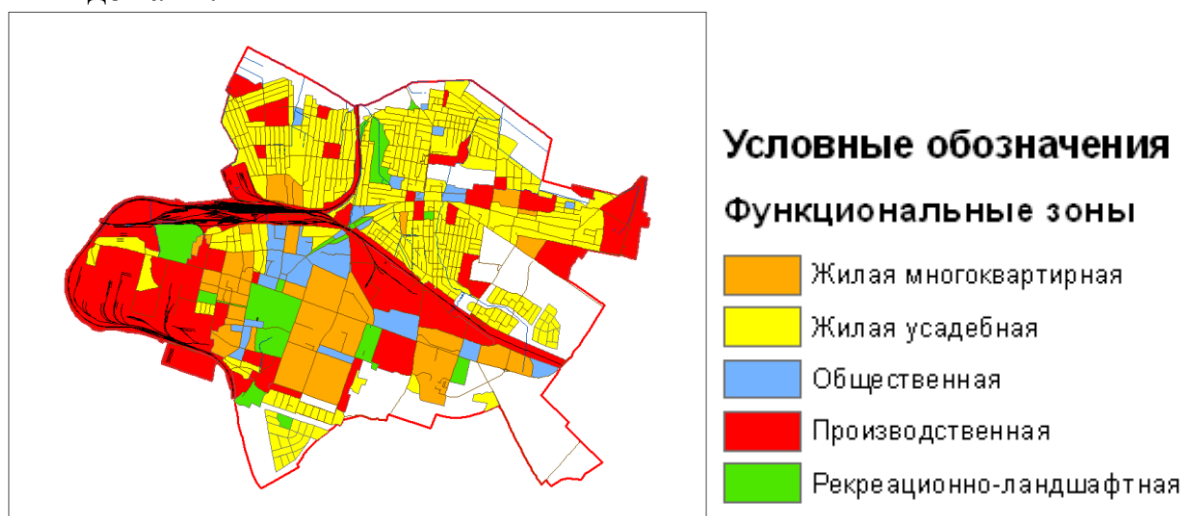 Условные обозначения
Функциональные зоны
Жилая многоквартирная
Жилая усадебная
Общественная
Производственная
Рекреационно-ландшафтная